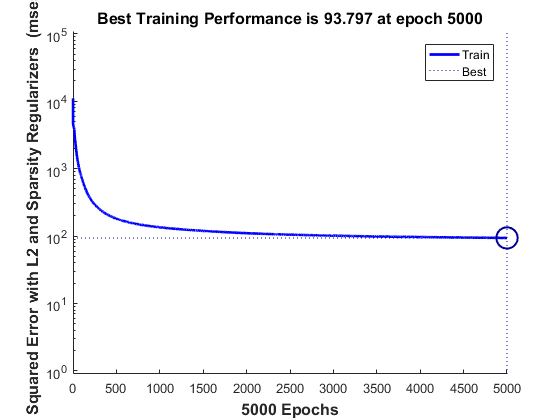 Best Training Performance is 93.797 at epoch 5000
Squared Error with L2 and Sparsity Regularizers (mse
10^5
10^4
10^3
10^2
10^1
10^0
Train
Best
0 500 1000 1500 2000 2500 3000 3500 4000 4500 5000
5000 Epochs